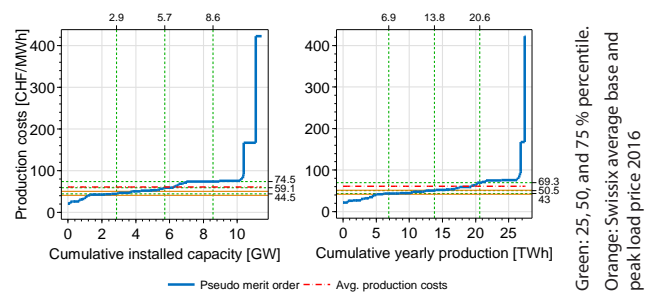 2.9 5.7 8.6
6.9 13.8 20.6
Production costs [CHF/MWh]
400
300
200
100
0
74.5
59.1
44.5
0 2 4 6 8 10
Cumulative installed capacity [GW]
400
300
200
100
0
69.3
50.5
43
0 5 10 15 20 25
Cumulative yearly production [TWh]
Pseudo merit order
Avg. production costs
Green: 25, 50, and 75 % percentile.
Orange: Swissix average base and
peak load price 2016